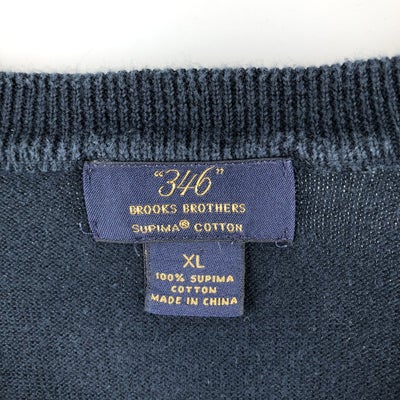 "346"
BROOKS BROTHERS
SUPIMA® COTTON
XL
100% SUPIMA
COTTON
MADE IN CHINA